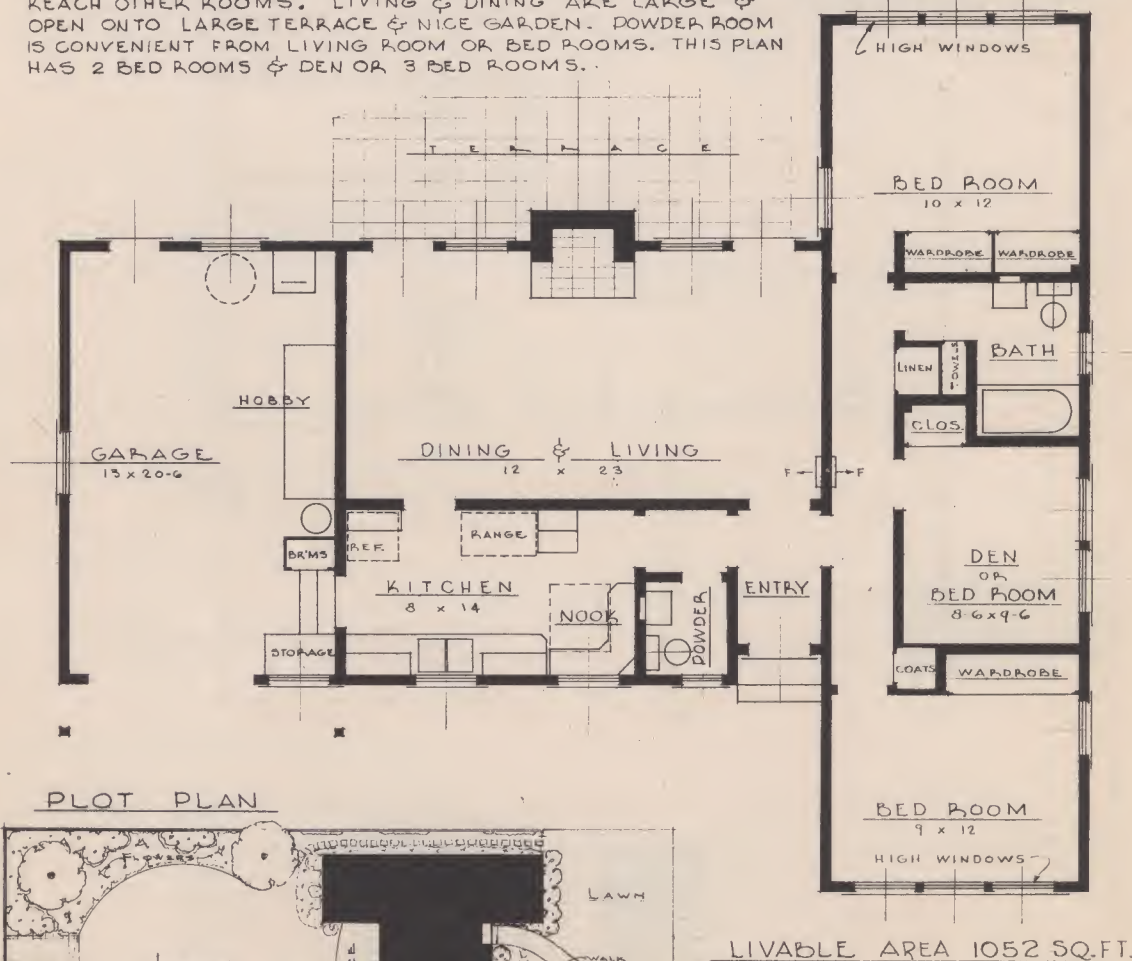 REACH OTHER ROOMS. LIVING & DINING ARE LARGE &
OPEN ONTO LARGE TERRACE & NICE GARDEN. POWDER ROOM
IS CONVENIENT FROM LIVING ROOM OR BED ROOMS. THIS PLAN
HAS 2 BED ROOMS & DEN OR 3 BED ROOMS.
HIGH WINDOWS
TERRACE
BED ROOM
10 x 12
WARDROBE WARDROBE
BATH
LINEN
TOWELS
CLOS.
HOBBY
GARAGE
13 x 20-6
DINING & LIVING
12 x 23
F F
BR'MS
REF.
RANGE
KITCHEN
8 x 14
NOOK
POWDER
ENTRY
DEN
OR
BED ROOM
8-6 x 9-6
STORAGE
COATS
WARDROBE
PLOT PLAN
BED ROOM
9 x 12
HIGH WINDOWS
FLOWERS
LAWN
WALK
LIVABLE AREA 1052 SQ.FT.